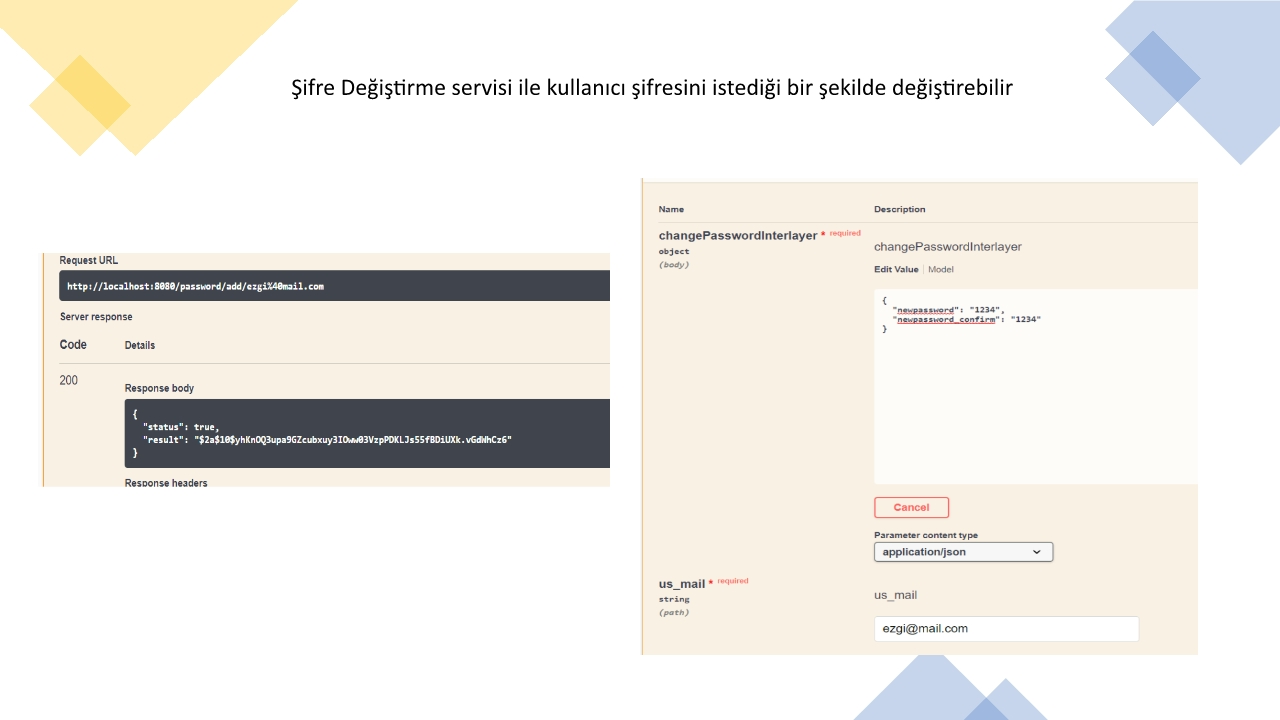 Şifre Değiştirme servisi ile kullanıcı şifresini istediği bir şekilde değiştirebilir
Request URL
http://localhost:8080/password/add/ezgi%40mail.com
Server response
Code Details
200
Response body
{
"status": true,
"result": "$2a$10$yhKnOQ3upa9GZcubxuy3IOww03VzpPDKLJs55fBDiUXk.vGdWhCz6"
}
Response headers
Name Description
changePasswordInterlayer * required
object
(body)
changePasswordInterlayer
Edit Value | Model
{
"newpassword": "1234",
"newpassword_confirm": "1234"
}
Cancel
Parameter content type
application/json
us_mail * required
string
(path)
us_mail
ezgi@mail.com